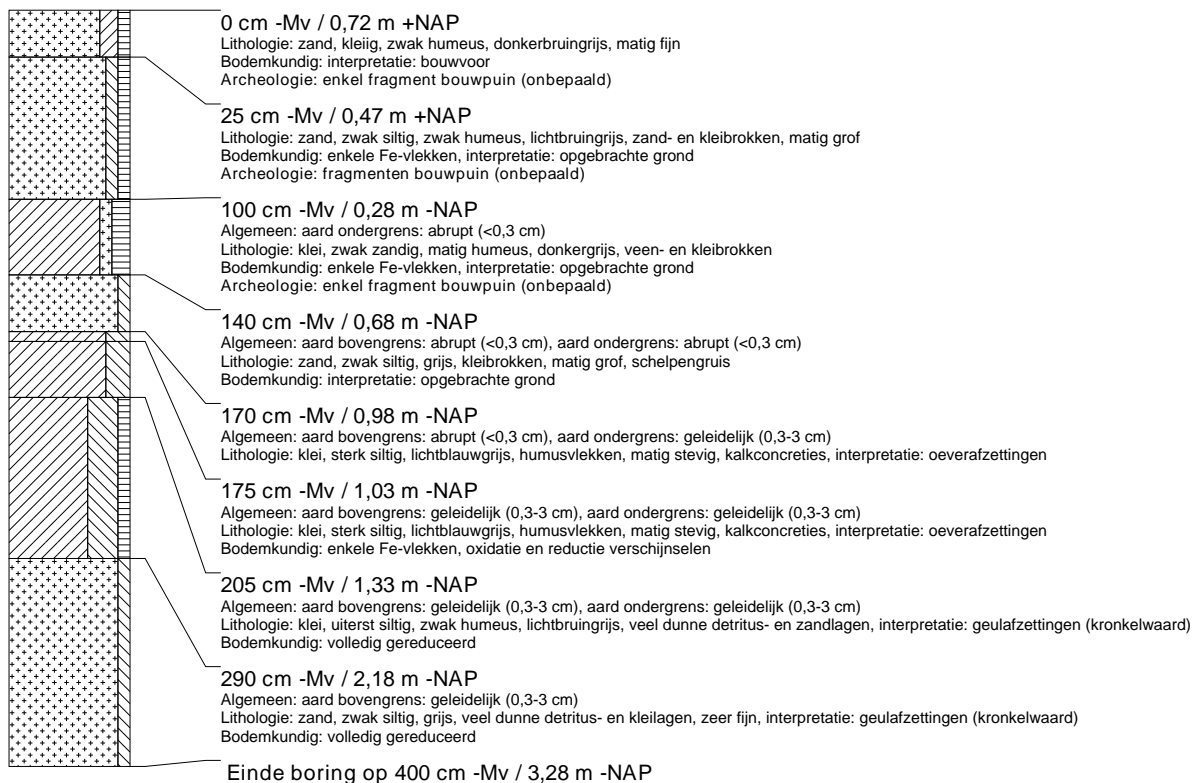 0 cm -Mv / 0,72 m +NAP
Lithologie: zand, kleiig, zwak humeus, donkerbruingrijs, matig fijn
Bodemkundig: interpretatie: bouwvoor
Archeologie: enkel fragment bouwpuin (onbepaald)
25 cm -Mv / 0,47 m +NAP
Lithologie: zand, zwak siltig, zwak humeus, lichtbruingrijs, zand- en kleibrokken, matig grof
Bodemkundig: enkele Fe-vlekken, interpretatie: opgebrachte grond
Archeologie: fragmenten bouwpuin (onbepaald)
100 cm -Mv / 0,28 m -NAP
Algemeen: aard ondergrens: abrupt (<0,3 cm)
Lithologie: klei, zwak zandig, matig humeus, donkergrijs, veen- en kleibrokken
Bodemkundig: enkele Fe-vlekken, interpretatie: opgebrachte grond
Archeologie: enkel fragment bouwpuin (onbepaald)
140 cm -Mv / 0,68 m -NAP
Algemeen: aard bovengrens: abrupt (<0,3 cm), aard ondergrens: abrupt (<0,3 cm)
Lithologie: zand, zwak siltig, grijs, kleibrokken, matig grof, schelpengruis
Bodemkundig: interpretatie: opgebrachte grond
170 cm -Mv / 0,98 m -NAP
Algemeen: aard bovengrens: abrupt (<0,3 cm), aard ondergrens: geleidelijk (0,3-3 cm)
Lithologie: klei, sterk siltig, lichtblauwgrijs, humusvlekken, matig stevig, kalkconcreties, interpretatie: oeverafzettingen
175 cm -Mv / 1,03 m -NAP
Algemeen: aard bovengrens: geleidelijk (0,3-3 cm), aard ondergrens: geleidelijk (0,3-3 cm)
Lithologie: klei, sterk siltig, lichtblauwgrijs, humusvlekken, matig stevig, kalkconcreties, interpretatie: oeverafzettingen
Bodemkundig: enkele Fe-vlekken, oxidatie en reductie verschijnselen
205 cm -Mv / 1,33 m -NAP
Algemeen: aard bovengrens: geleidelijk (0,3-3 cm), aard ondergrens: geleidelijk (0,3-3 cm)
Lithologie: klei, uiterst siltig, zwak humeus, lichtbruingrijs, veel dunne detritus- en zandlagen, interpretatie: geulafzettingen (kronkelwaard)
Bodemkundig: volledig gereduceerd
290 cm -Mv / 2,18 m -NAP
Algemeen: aard bovengrens: geleidelijk (0,3-3 cm)
Lithologie: zand, zwak siltig, grijs, veel dunne detritus- en kleilagen, zeer fijn, interpretatie: geulafzettingen (kronkelwaard)
Bodemkundig: volledig gereduceerd
Einde boring op 400 cm -Mv / 3,28 m -NAP